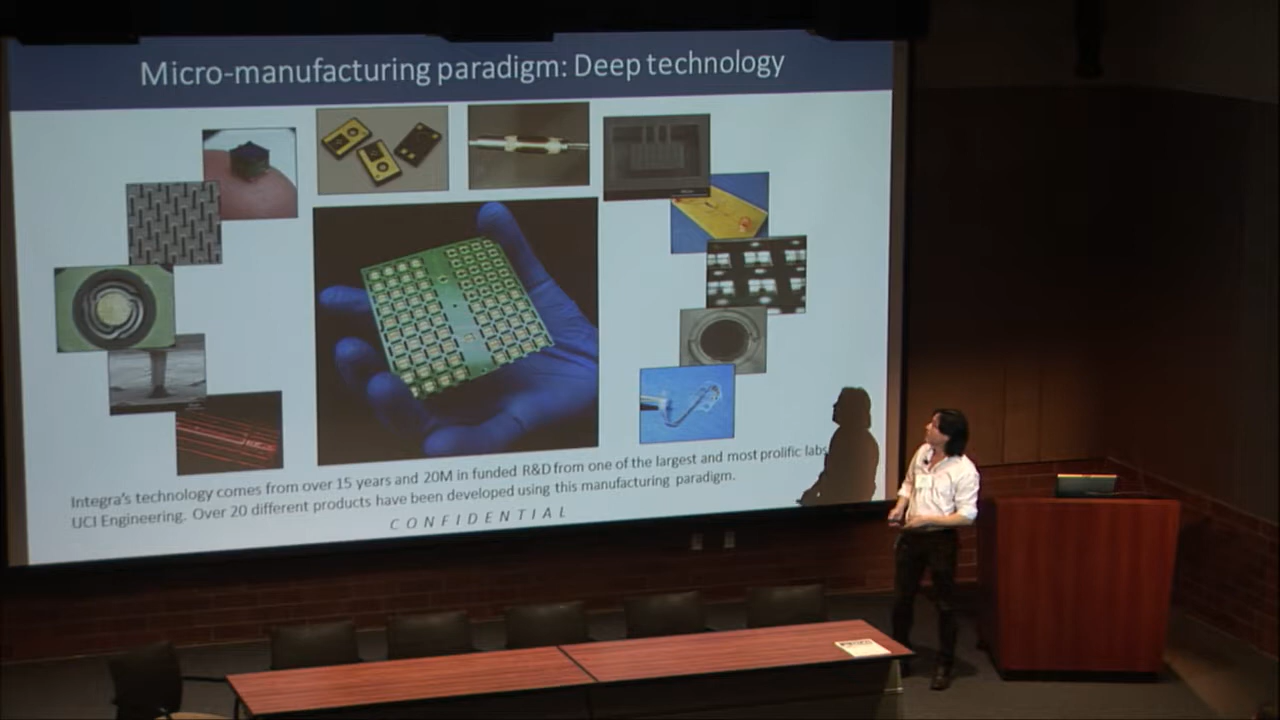 Micro-manufacturing paradigm: Deep technology
Integra's technology comes from over 15 years and 20M in funded R&D from one of the largest and most prolific labs
UCI Engineering. Over 20 different products have been developed using this manufacturing paradigm.
CONFIDENTIAL